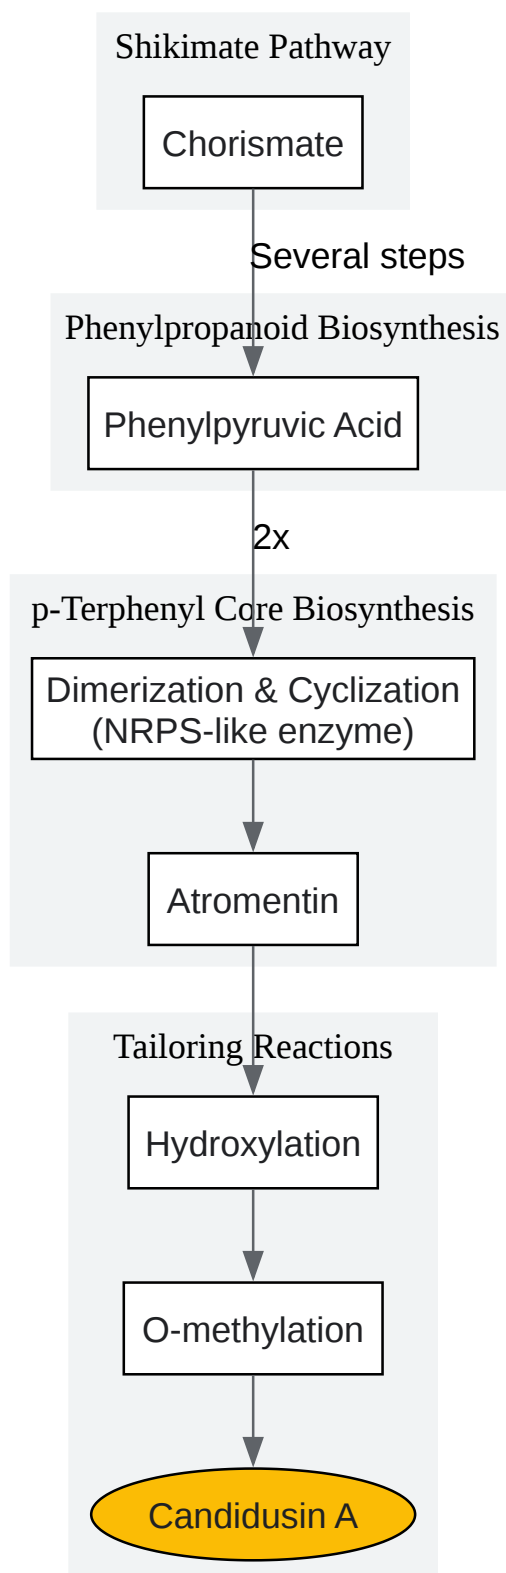 Shikimate Pathway
Chorismate
Several steps
Phenylpropanoid Biosynthesis
Phenylpyruvic Acid
2x
p-Terphenyl Core Biosynthesis
Dimerization & Cyclization
(NRPS-like enzyme)
Atromentin
Tailoring Reactions
Hydroxylation
O-methylation
Candidusin A